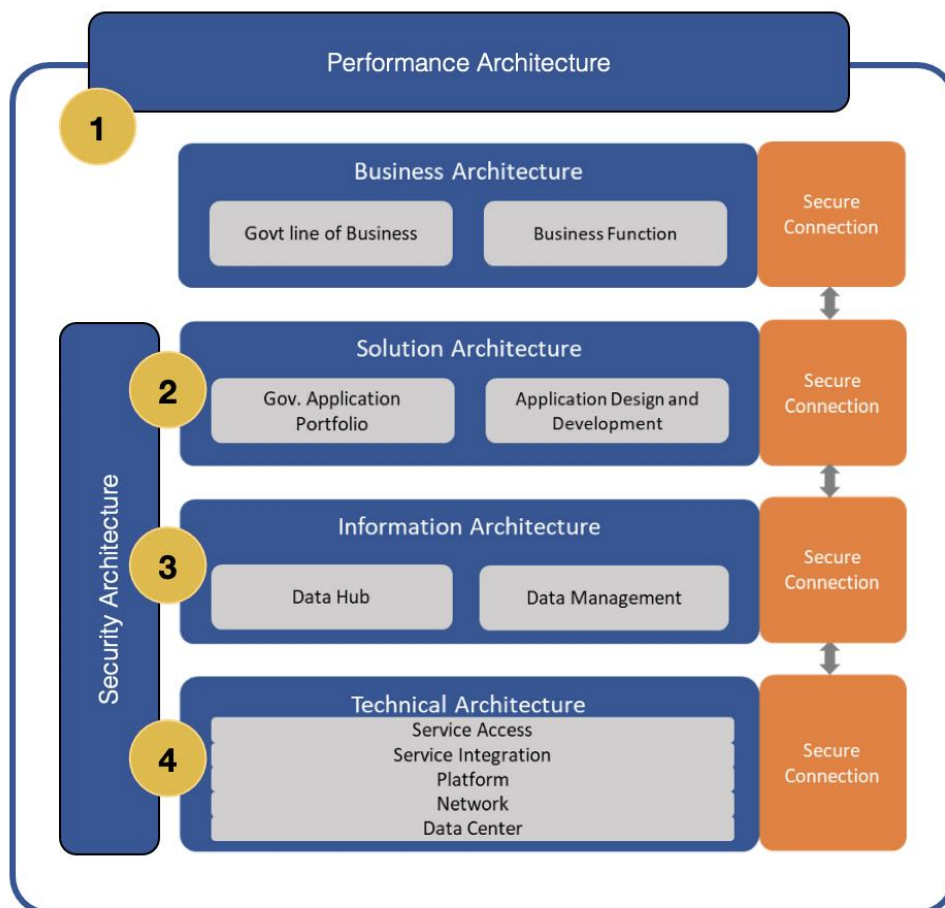 Performance Architecture
1
Business Architecture
Govt line of Business
Business Function
Secure
Connection
Security Architecture
2
Solution Architecture
Gov. Application
Portfolio
Application Design and
Development
Secure
Connection
3
Information Architecture
Data Hub
Data Management
Secure
Connection
4
Technical Architecture
Service Access
Service Integration
Platform
Network
Data Center
Secure
Connection